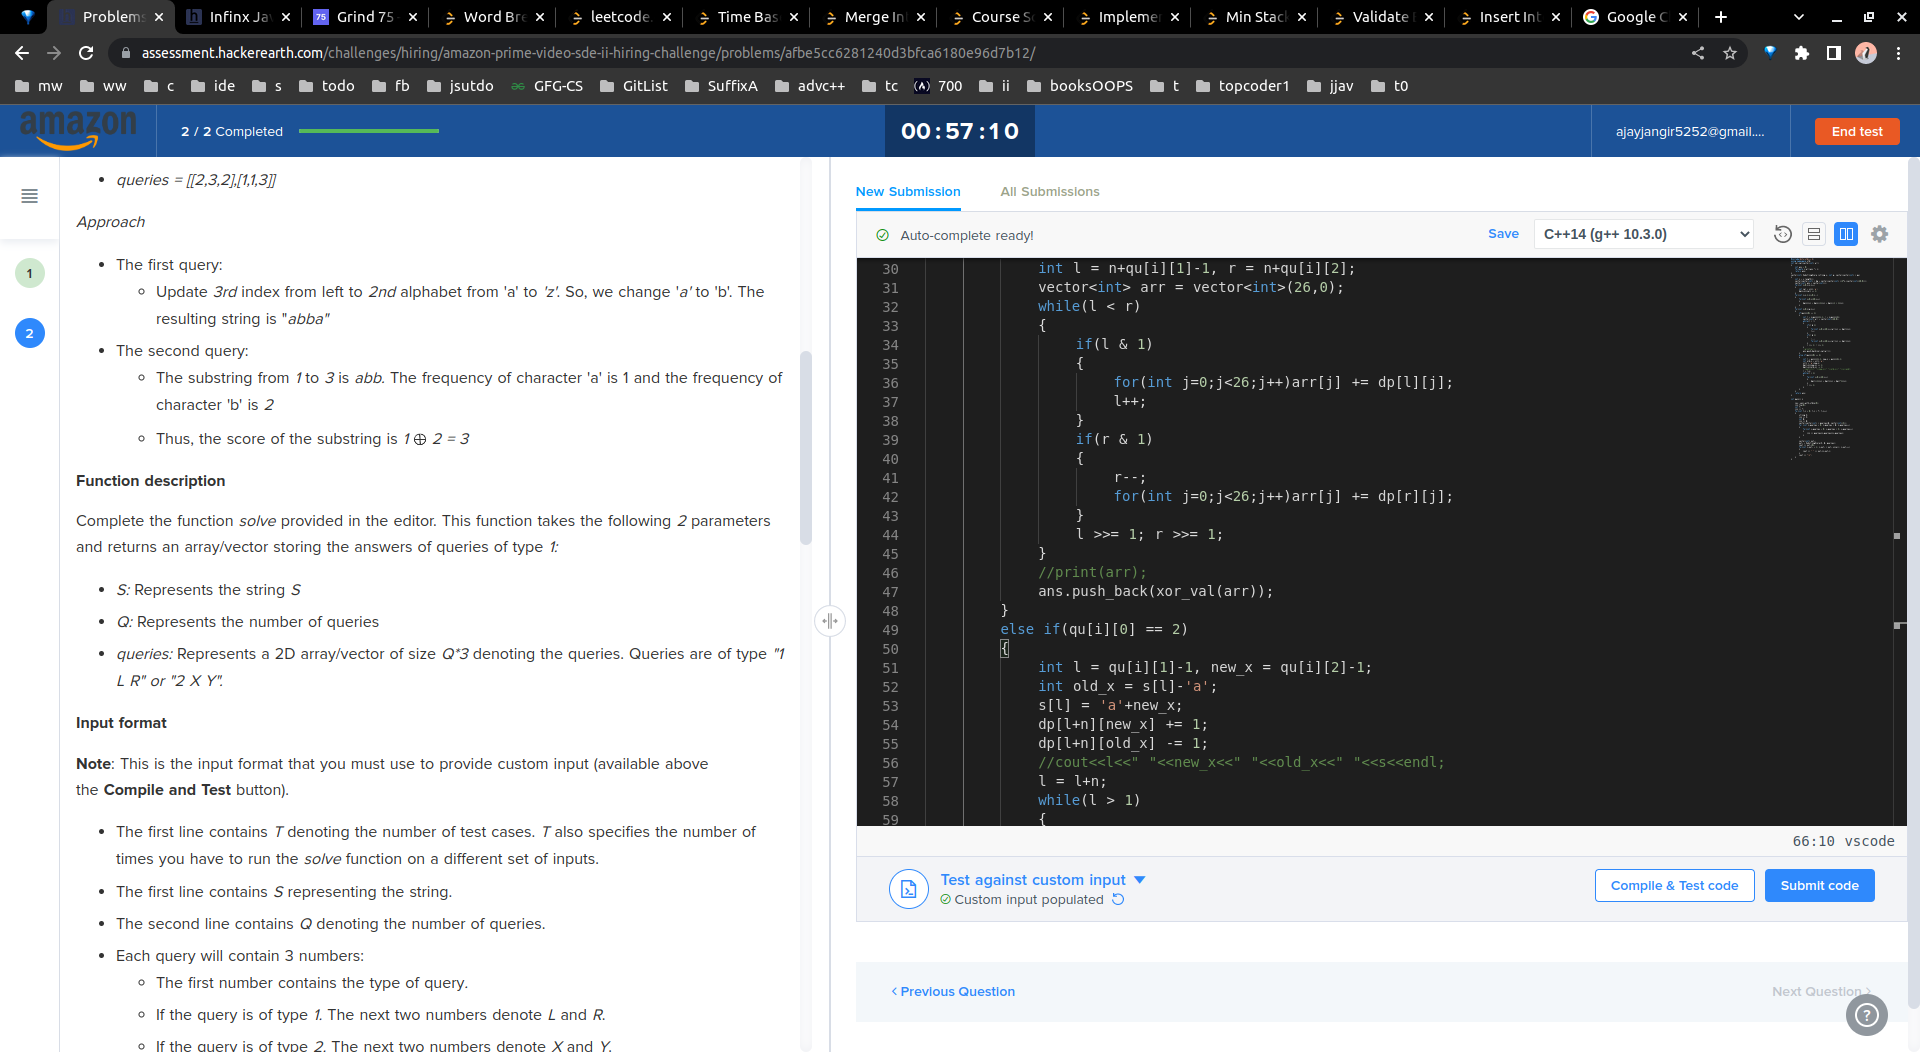 Problems
Infinx Ja
75 Grind 75
Word Bre
leetcode.
Time Bas
Merge In
Course Sc
Implemen
Min Stack
Validate
Insert Int
Google C
assessment.hackerearth.com/challenges/hiring/amazon-prime-video-sde-ii-hiring-challenge/problems/afbe5cc6281240d3bfca6180e96d7b12/
mw ww c ide s todo fb jsutdo GFG-CS GitList SuffixA advc++ tc 700 ii booksOOPS t topcoder1 jjav t0
amazon
2 / 2 Completed
00:57:10
ajayjangir5252@gmail....
End test
1
2
• queries = [[2,3,2],[1,1,3]]
Approach
• The first query:
◦ Update 3rd index from left to 2nd alphabet from 'a' to 'z'. So, we change 'a' to 'b'. The
resulting string is "abba"
• The second query:
◦ The substring from 1 to 3 is abb. The frequency of character 'a' is 1 and the frequency of
character 'b' is 2
◦ Thus, the score of the substring is 1 ⊕ 2 = 3
Function description
Complete the function solve provided in the editor. This function takes the following 2 parameters
and returns an array/vector storing the answers of queries of type 1:
• S: Represents the string S
• Q: Represents the number of queries
• queries: Represents a 2D array/vector of size Q*3 denoting the queries. Queries are of type "1
L R" or "2 X Y".
Input format
Note: This is the input format that you must use to provide custom input (available above
the Compile and Test button).
• The first line contains T denoting the number of test cases. T also specifies the number of
times you have to run the solve function on a different set of inputs.
• The first line contains S representing the string.
• The second line contains Q denoting the number of queries.
• Each query will contain 3 numbers:
◦ The first number contains the type of query.
◦ If the query is of type 1. The next two numbers denote L and R.
◦ If the query is of type 2. The next two numbers denote X and Y.
New Submission
All Submissions
Auto-complete ready!
Save
C++14 (g++ 10.3.0)
30 int l = n+qu[i][1]-1, r = n+qu[i][2];
31 vector<int> arr = vector<int>(26,0);
32 while(l < r)
33 {
34 if(l & 1)
35 {
36 for(int j=0;j<26;j++)arr[j] += dp[l][j];
37 l++;
38 }
39 if(r & 1)
40 {
41 r--;
42 for(int j=0;j<26;j++)arr[j] += dp[r][j];
43 }
44 l >>= 1; r >>= 1;
45 }
46 //print(arr);
47 ans.push_back(xor_val(arr));
48 }
49 else if(qu[i][0] == 2)
50 {
51 int l = qu[i][1]-1, new_x = qu[i][2]-1;
52 int old_x = s[l]-'a';
53 s[l] = 'a'+new_x;
54 dp[l+n][new_x] += 1;
55 dp[l+n][old_x] -= 1;
56 //cout<<l<<" "<<new_x<<" "<<old_x<<" "<<s<<endl;
57 l = l+n;
58 while(l > 1)
59 {
66:10 vscode
Test against custom input
Custom input populated
Compile & Test code
Submit code
Previous Question
Next Question
?